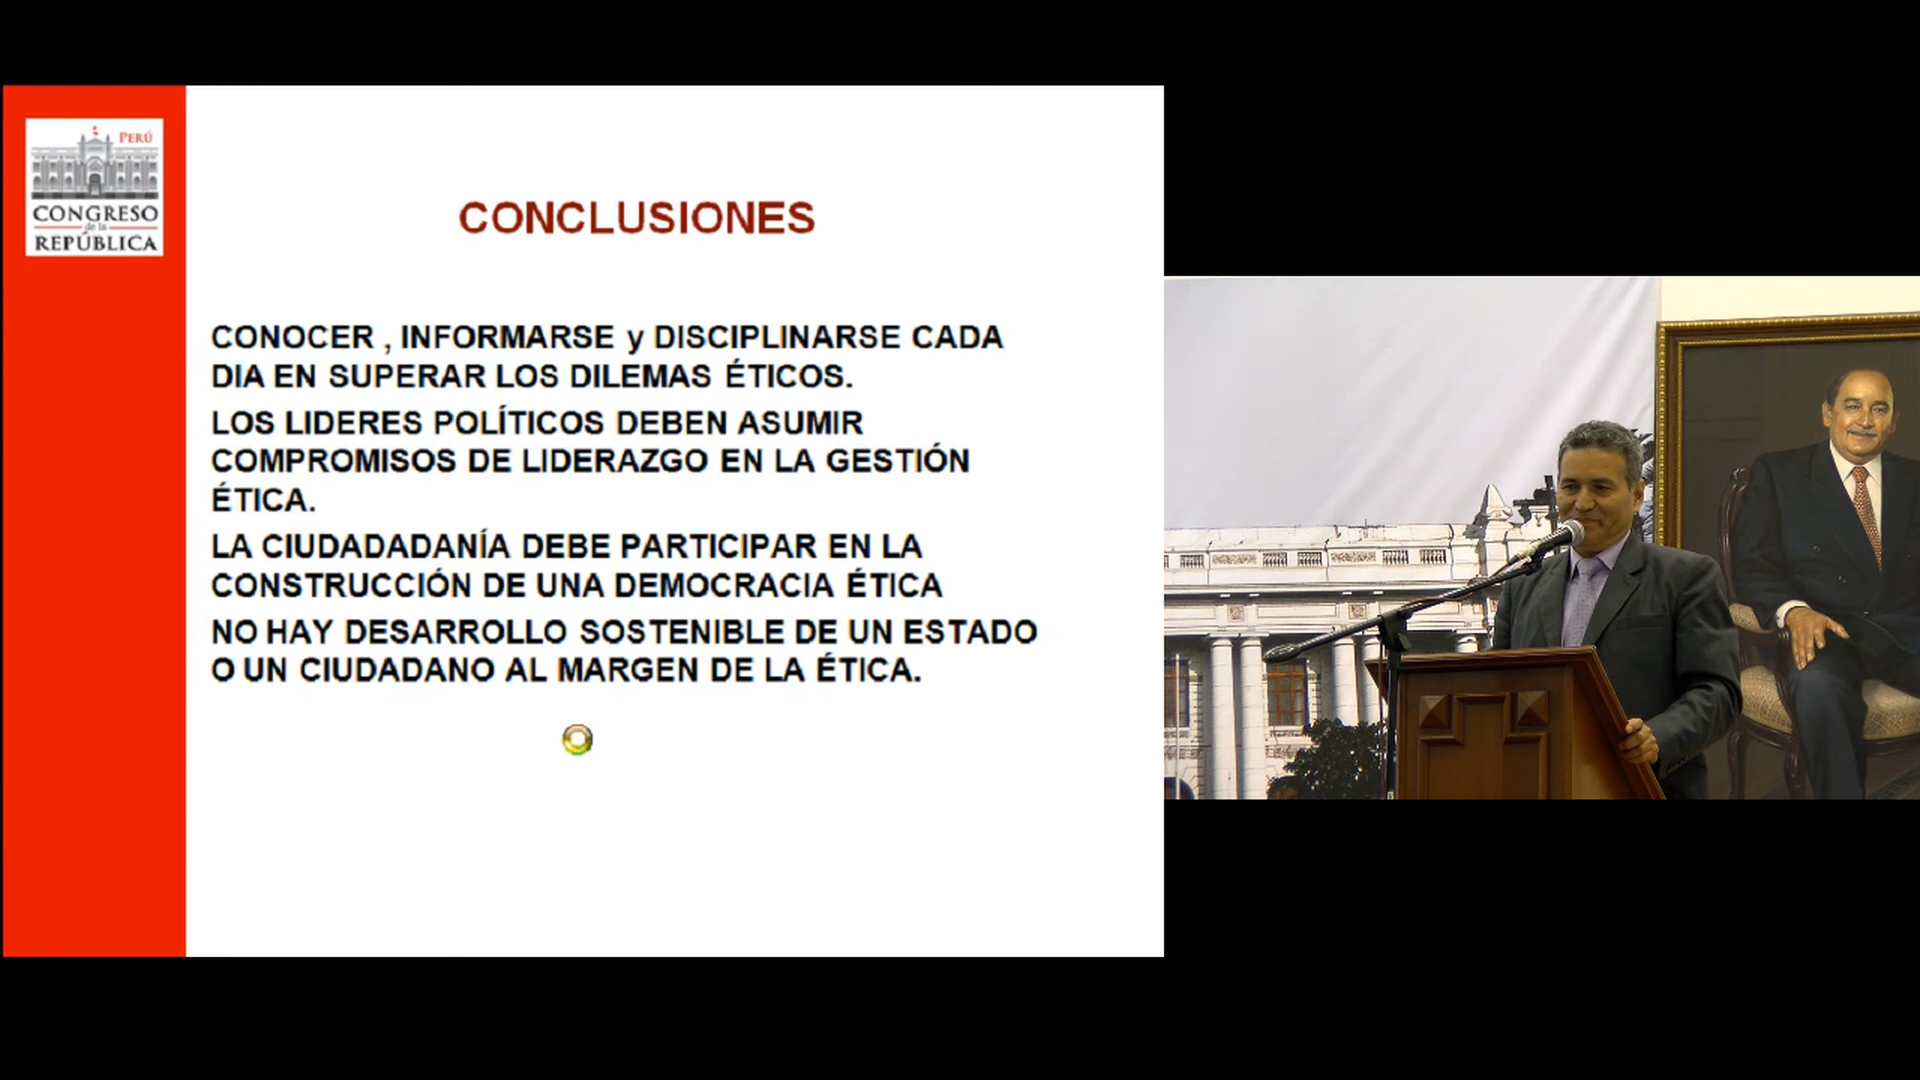 PERÚ
CONGRESO
de la
REPÚBLICA
CONCLUSIONES
CONOCER , INFORMARSE y DISCIPLINARSE CADA
DIA EN SUPERAR LOS DILEMAS ÉTICOS.
LOS LIDERES POLÍTICOS DEBEN ASUMIR
COMPROMISOS DE LIDERAZGO EN LA GESTIÓN
ÉTICA.
LA CIUDADADANÍA DEBE PARTICIPAR EN LA
CONSTRUCCIÓN DE UNA DEMOCRACIA ÉTICA
NO HAY DESARROLLO SOSTENIBLE DE UN ESTADO
O UN CIUDADANO AL MARGEN DE LA ÉTICA.